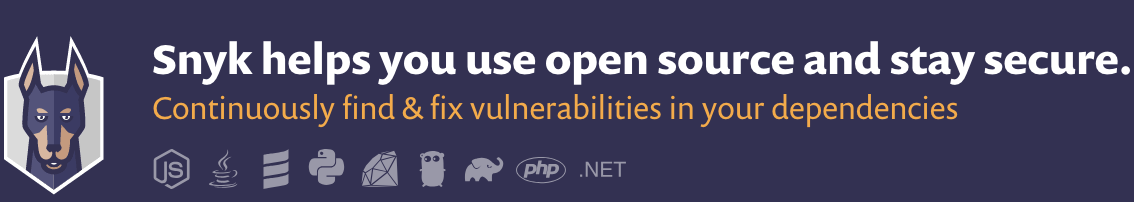 Snyk helps you use open source and stay secure.
Continuously find & fix vulnerabilities in your dependencies
JS php .NET